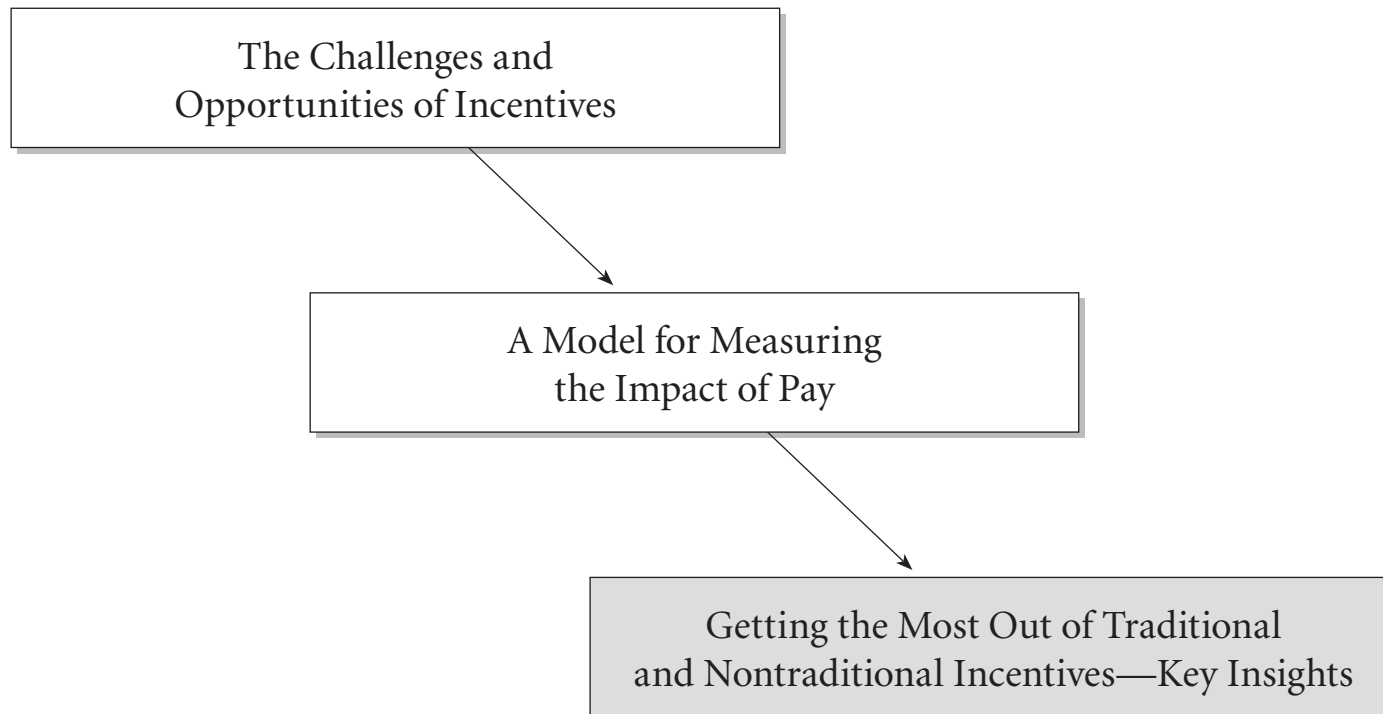 The Challenges and
Opportunities of Incentives
A Model for Measuring
the Impact of Pay
Getting the Most Out of Traditional
and Nontraditional Incentives—Key Insights